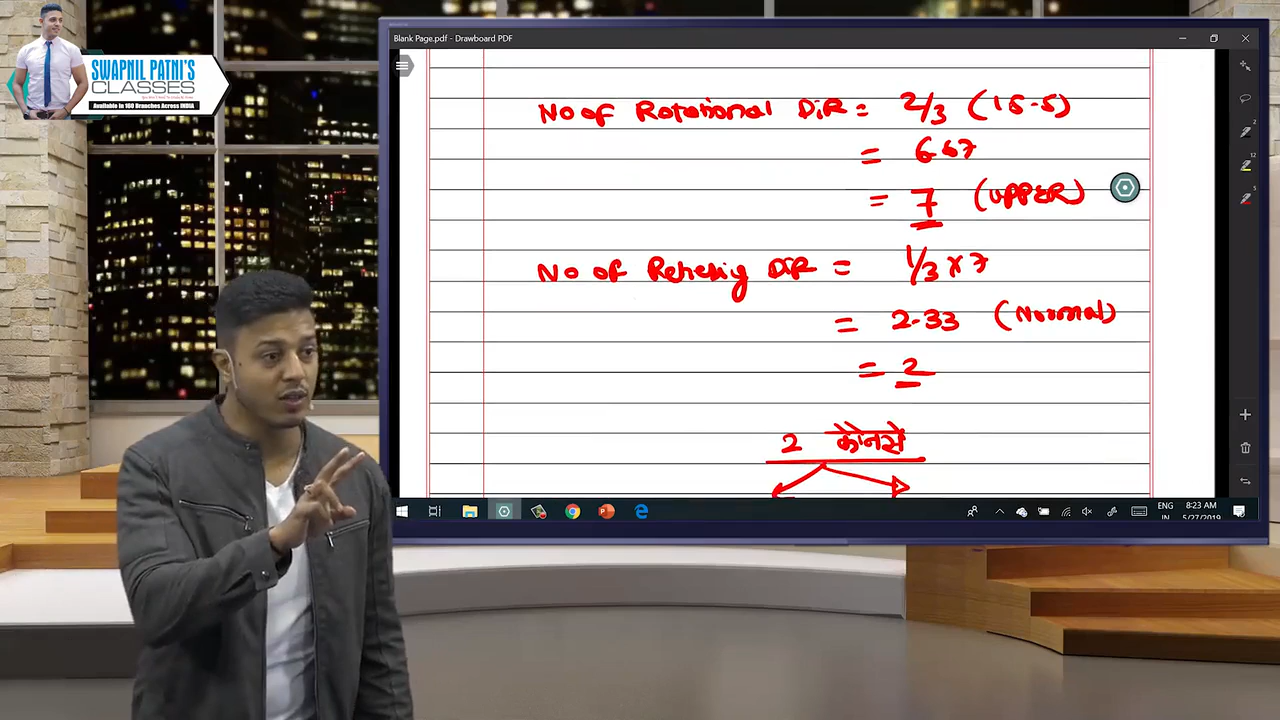 SWAPNIL PATNI'S
CLASSES
Available in 160 Branches Across INDIA
Blank Page.pdf - Drawboard PDF
No of Rotational Dir = 2/3 (15-5)
= 6.67
= 7 (UPPER)
No of Retiring Dir = 1/3 x 7
= 2.33 (Normal)
= 2
2 कौनसे
ENG
IN
8:23 AM
5/27/2019